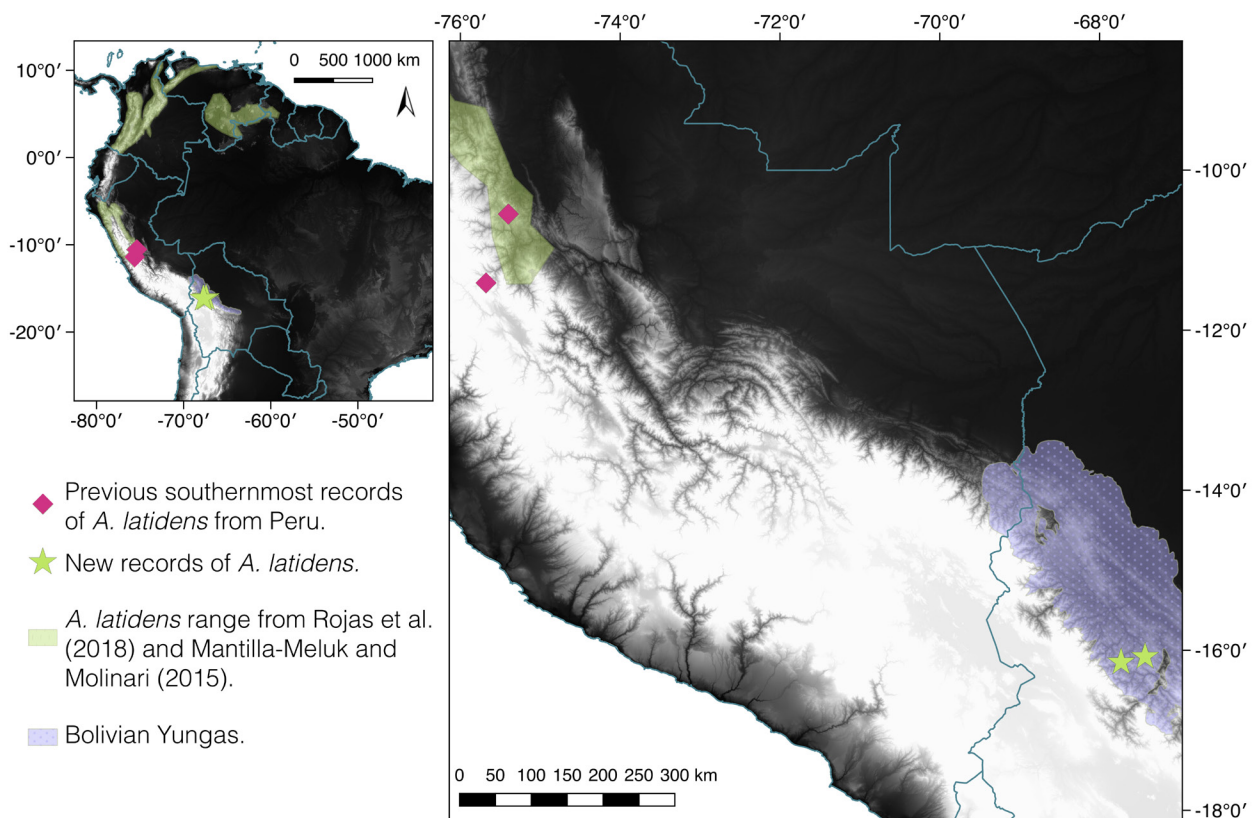 -76°0′ -74°0′ -72°0′ -70°0′ -68°0′
0 500 1000 km
10°0′
0°0′
-10°0′
-20°0′
-80°0′ -70°0′ -60°0′ -50°0′
Previous southernmost records
of A. latidens from Peru.
New records of A. latidens.
A. latidens range from Rojas et al.
(2018) and Mantilla-Meluk and
Molinari (2015).
Bolivian Yungas.
-10°0′
-12°0′
-14°0′
-16°0′
-18°0′
0 50 100 150 200 250 300 km